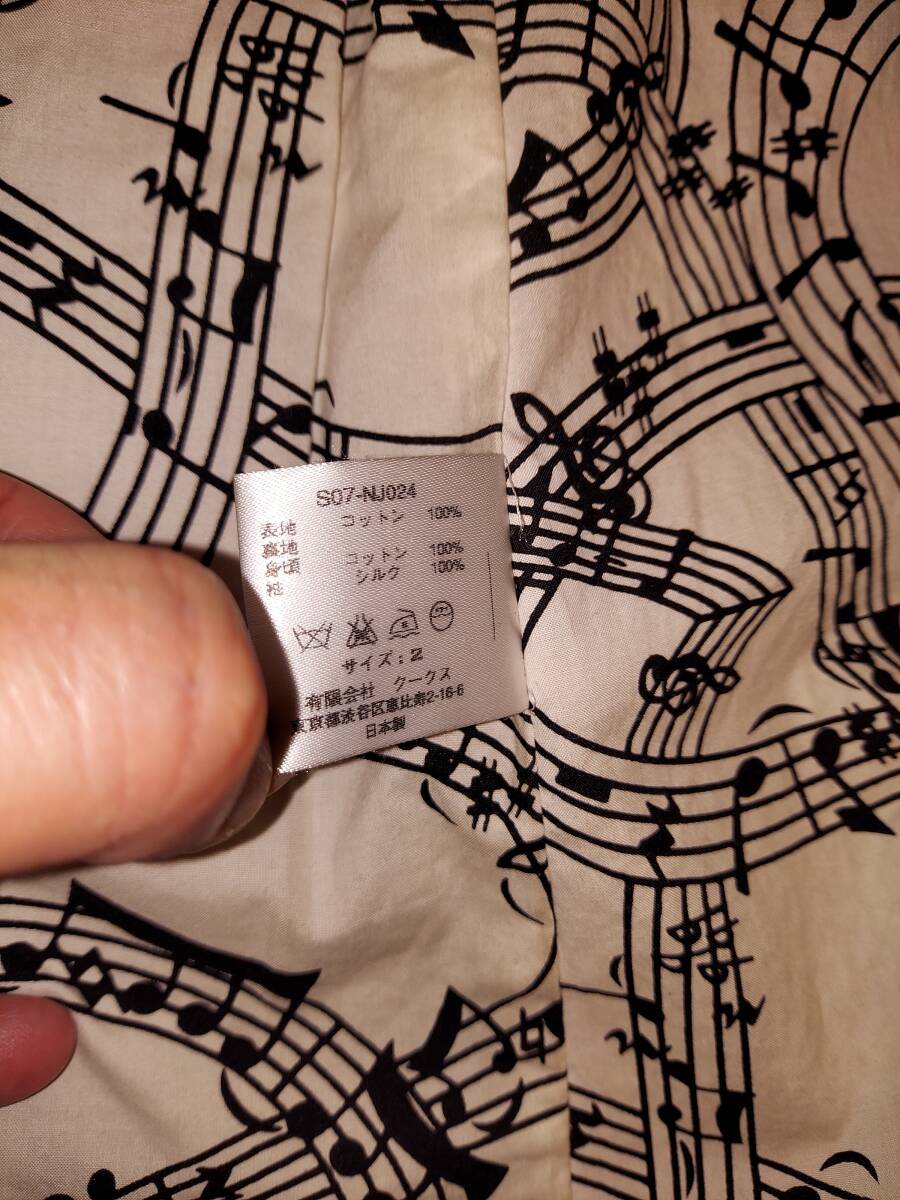 S07-NJ024
表地 コットン 100%
裏地
身頃 コットン 100%
袖 シルク 100%
サイズ：2
有限会社 クークス
東京都渋谷区恵比寿2-16-6
日本製